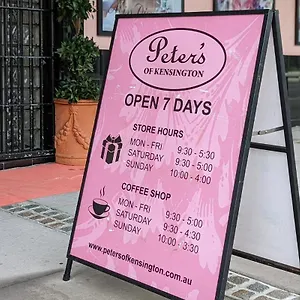 Peter's
OF KENSINGTON
OPEN 7 DAYS
STORE HOURS
MON - FRI 9:30 - 5:30
SATURDAY 9:30 - 5:00
SUNDAY 10:00 - 4:00
COFFEE SHOP
MON - FRI 9:30 - 5:00
SATURDAY 9:30 - 4:30
SUNDAY 10:00 - 3:30
www.petersofkensington.com.au